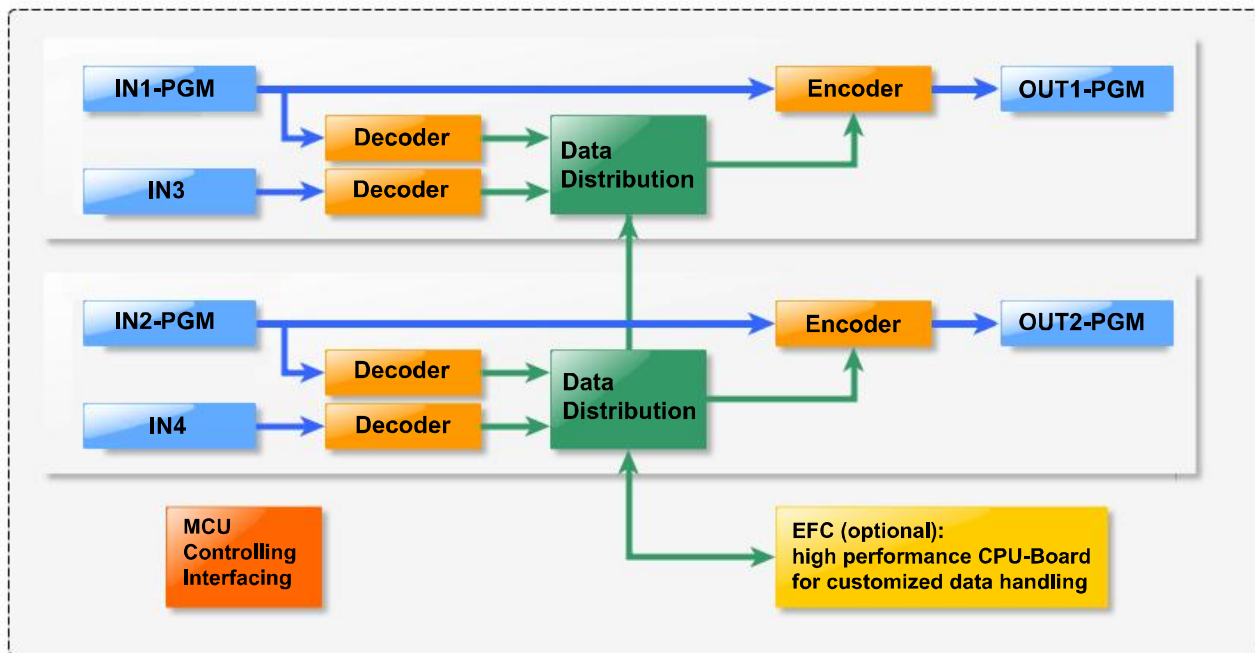 IN1-PGM
Encoder
OUT1-PGM
Decoder
Data
Distribution
IN3
Decoder
IN2-PGM
Encoder
OUT2-PGM
Decoder
Data
Distribution
IN4
Decoder
MCU
Controlling
Interfacing
EFC (optional):
high performance CPU-Board
for customized data handling